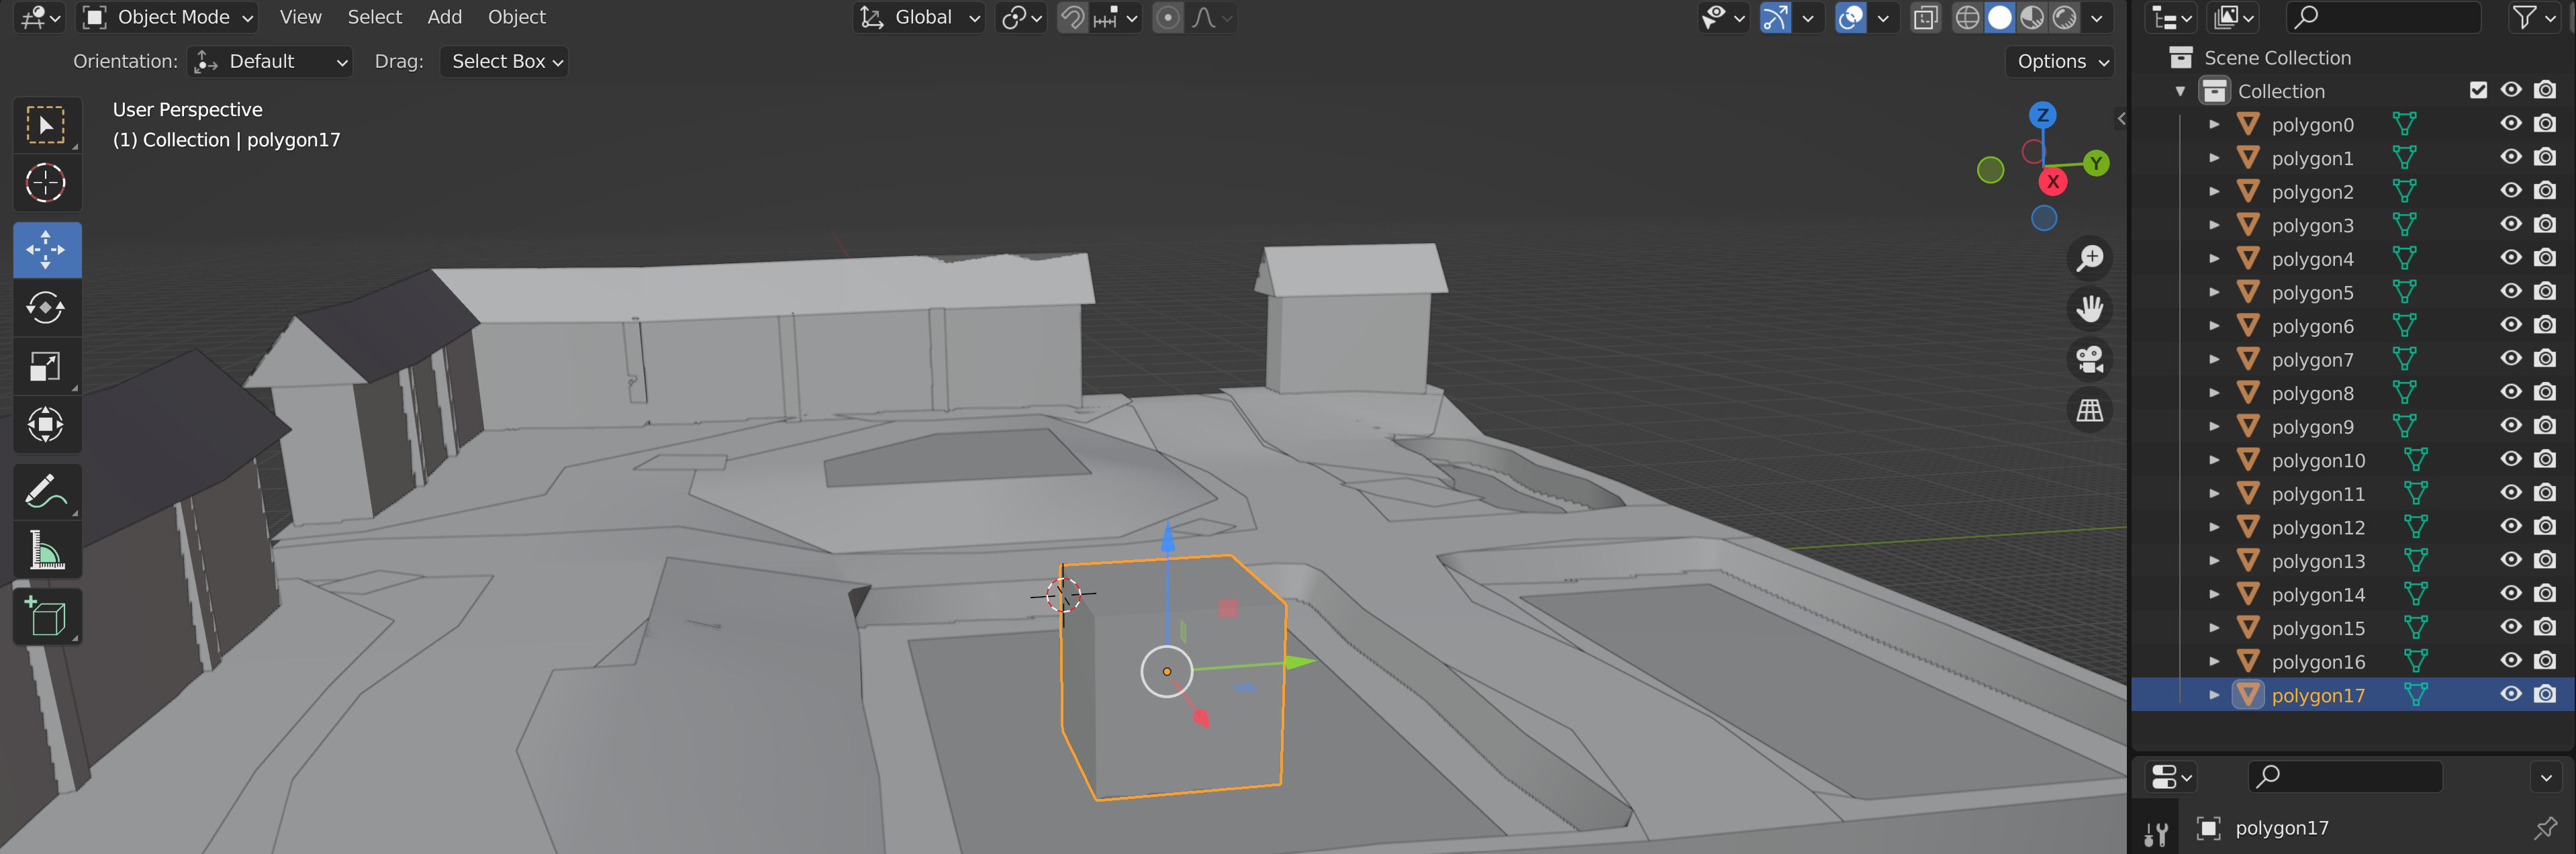 Object Mode View Select Add Object Global
Orientation: Default Drag: Select Box Options
User Perspective
(1) Collection | polygon17
Z
Y
X
Scene Collection
Collection
polygon0
polygon1
polygon2
polygon3
polygon4
polygon5
polygon6
polygon7
polygon8
polygon9
polygon10
polygon11
polygon12
polygon13
polygon14
polygon15
polygon16
polygon17
polygon17